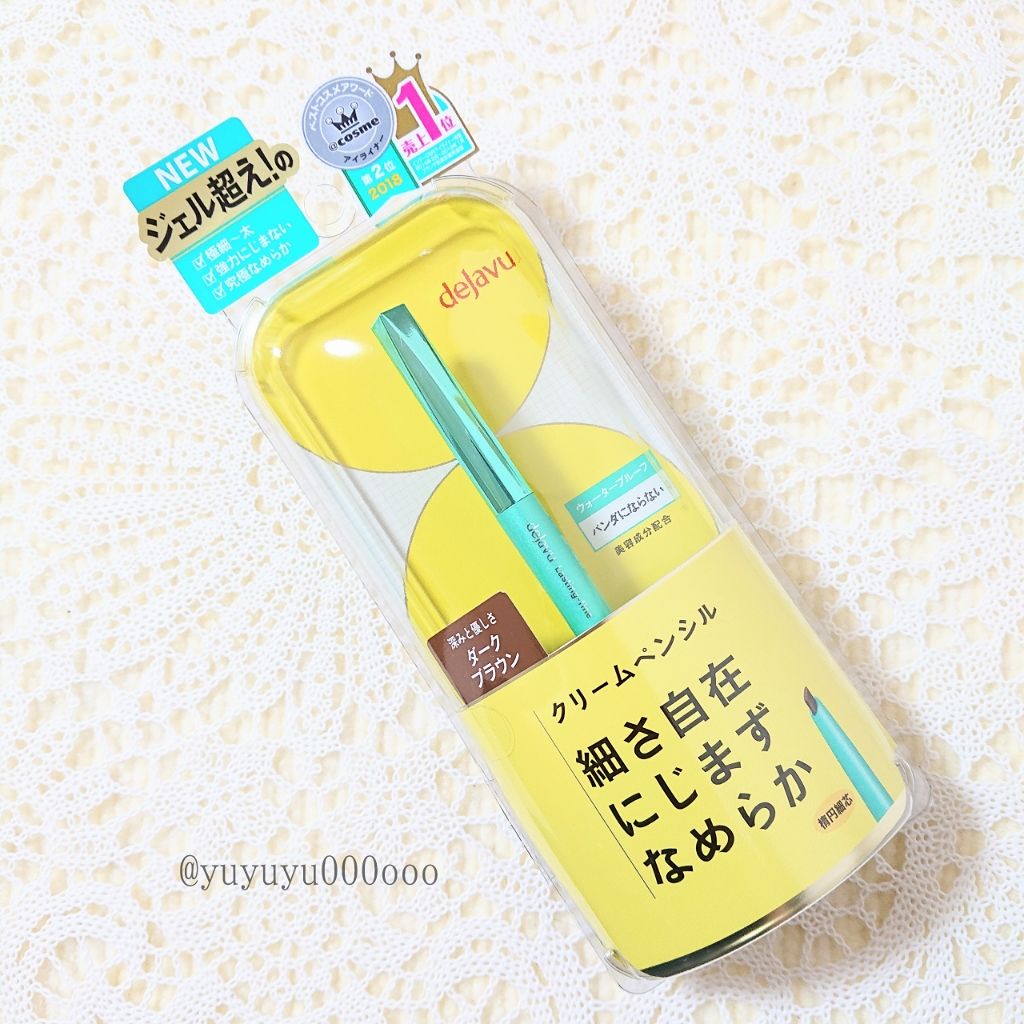 NEW
ジェル超え!の
極細〜太
強力にじまない
究極なめらか
ベストコスメアワード
@cosme
アイライナー
第2位
2018
1
売上 位
dejavu
ウォータープルーフ
パンダにならない
美容成分配合
dejavu Lasting
深みと優しさ
ダーク
ブラウン
クリームペンシル
細さ自在
にじまず
なめらか
楕円細芯
@yuyuyu000ooo